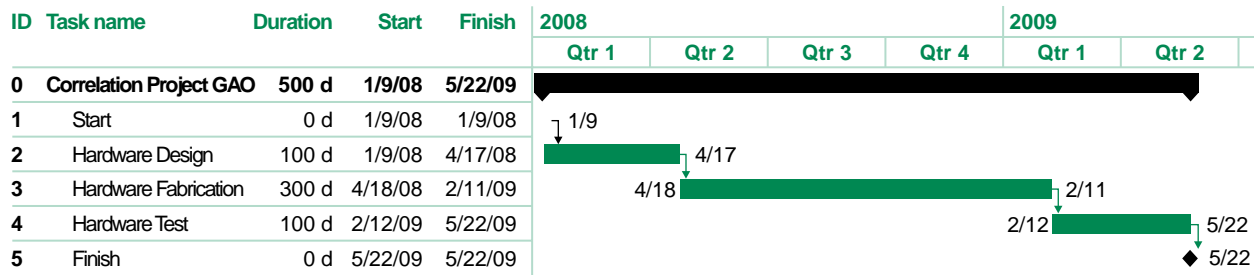 ID Task name Duration Start Finish 2008 2009
Qtr 1 Qtr 2 Qtr 3 Qtr 4 Qtr 1 Qtr 2
0 Correlation Project GAO 500 d 1/9/08 5/22/09
1 Start 0 d 1/9/08 1/9/08 1/9
2 Hardware Design 100 d 1/9/08 4/17/08 4/17
3 Hardware Fabrication 300 d 4/18/08 2/11/09 4/18 2/11
4 Hardware Test 100 d 2/12/09 5/22/09 2/12 5/22
5 Finish 0 d 5/22/09 5/22/09 5/22